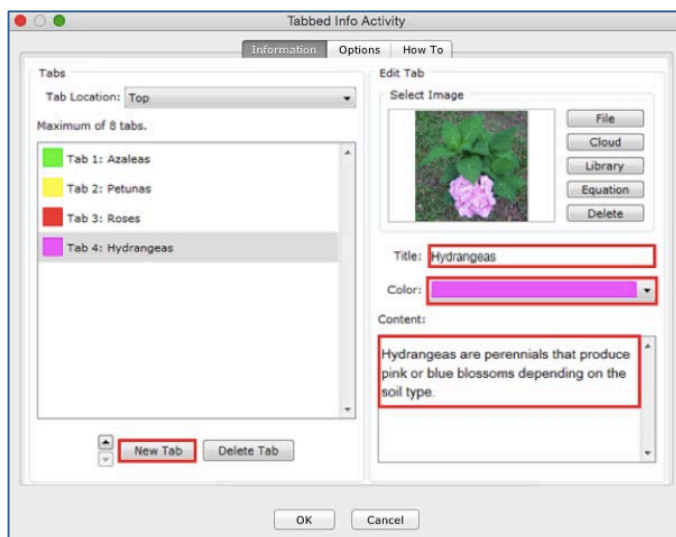 Tabbed Info Activity
Information Options How To
Tabs
Tab Location: Top
Maximum of 8 tabs.
Tab 1: Azaleas
Tab 2: Petunas
Tab 3: Roses
Tab 4: Hydrangeas
New Tab Delete Tab
Edit Tab
Select Image
File
Cloud
Library
Equation
Delete
Title: Hydrangeas
Color:
Content:
Hydrangeas are perennials that produce
pink or blue blossoms depending on the
soil type.
OK Cancel